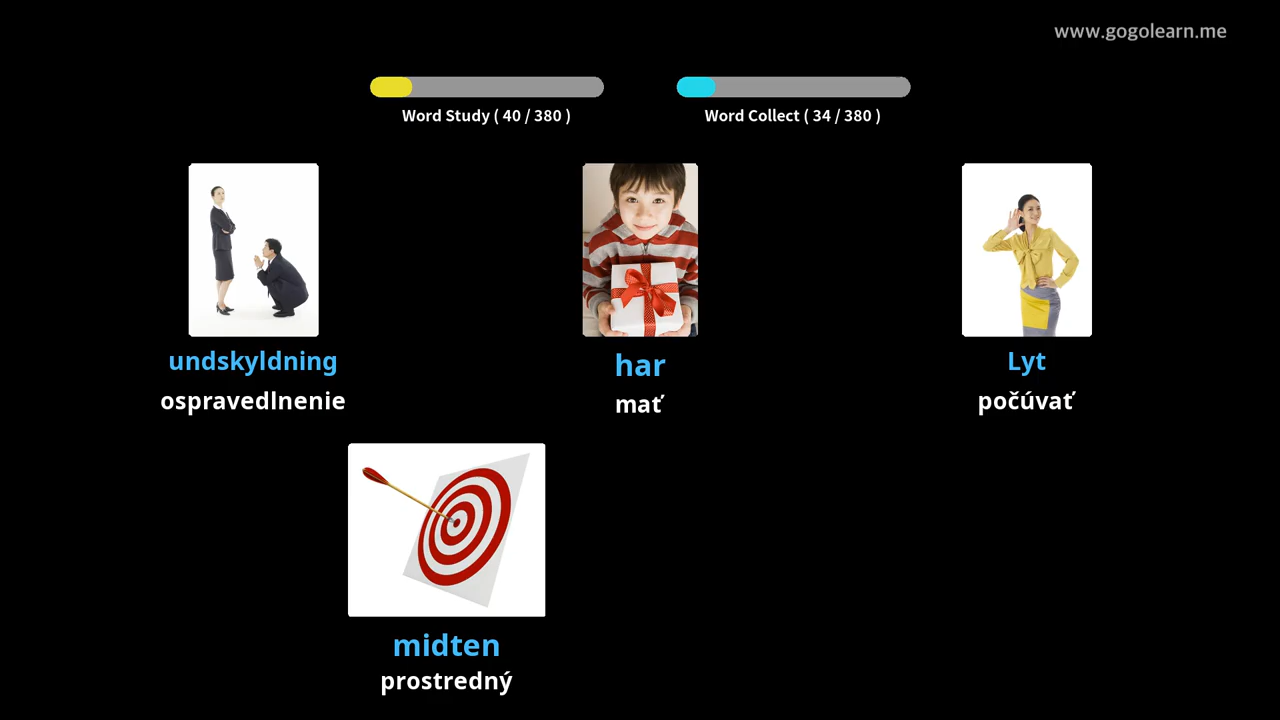 www.gogolearn.me
Word Study ( 40 / 380 )
Word Collect ( 34 / 380 )
undskyldning
ospravedlnenie
har
mať
Lyt
počúvať
midten
prostredný